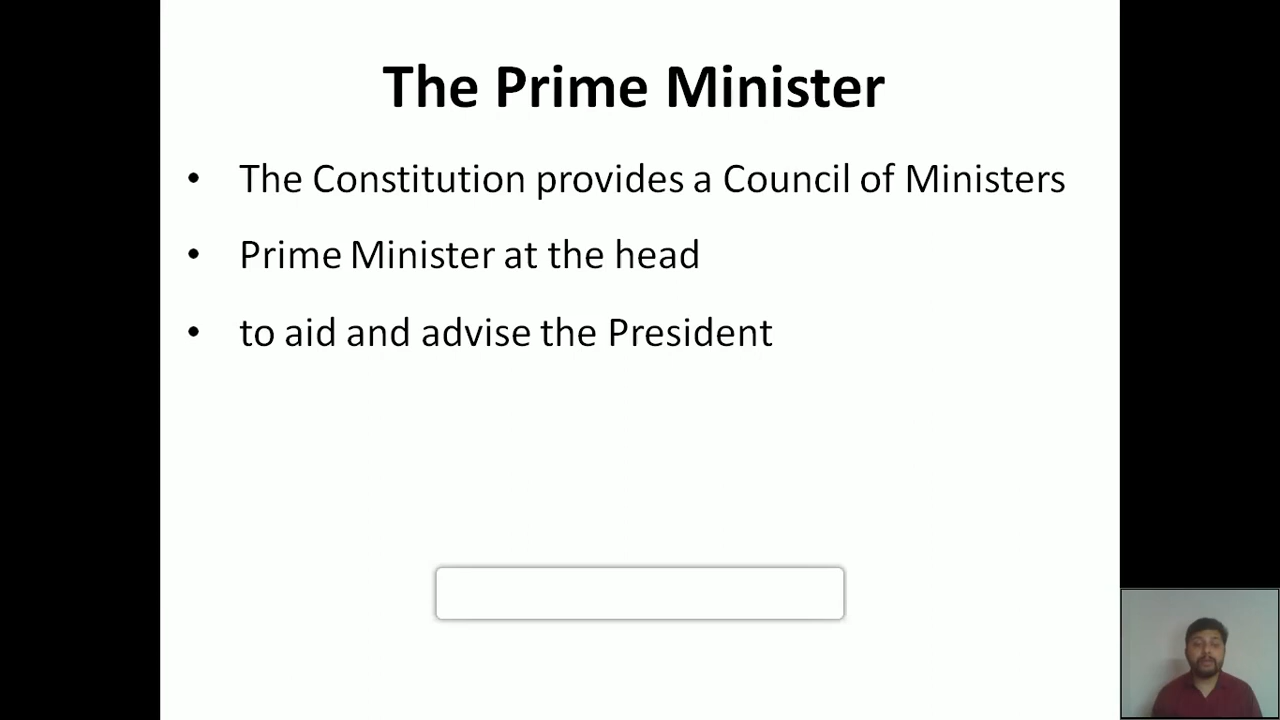 The Prime Minister
• The Constitution provides a Council of Ministers
• Prime Minister at the head
• to aid and advise the President